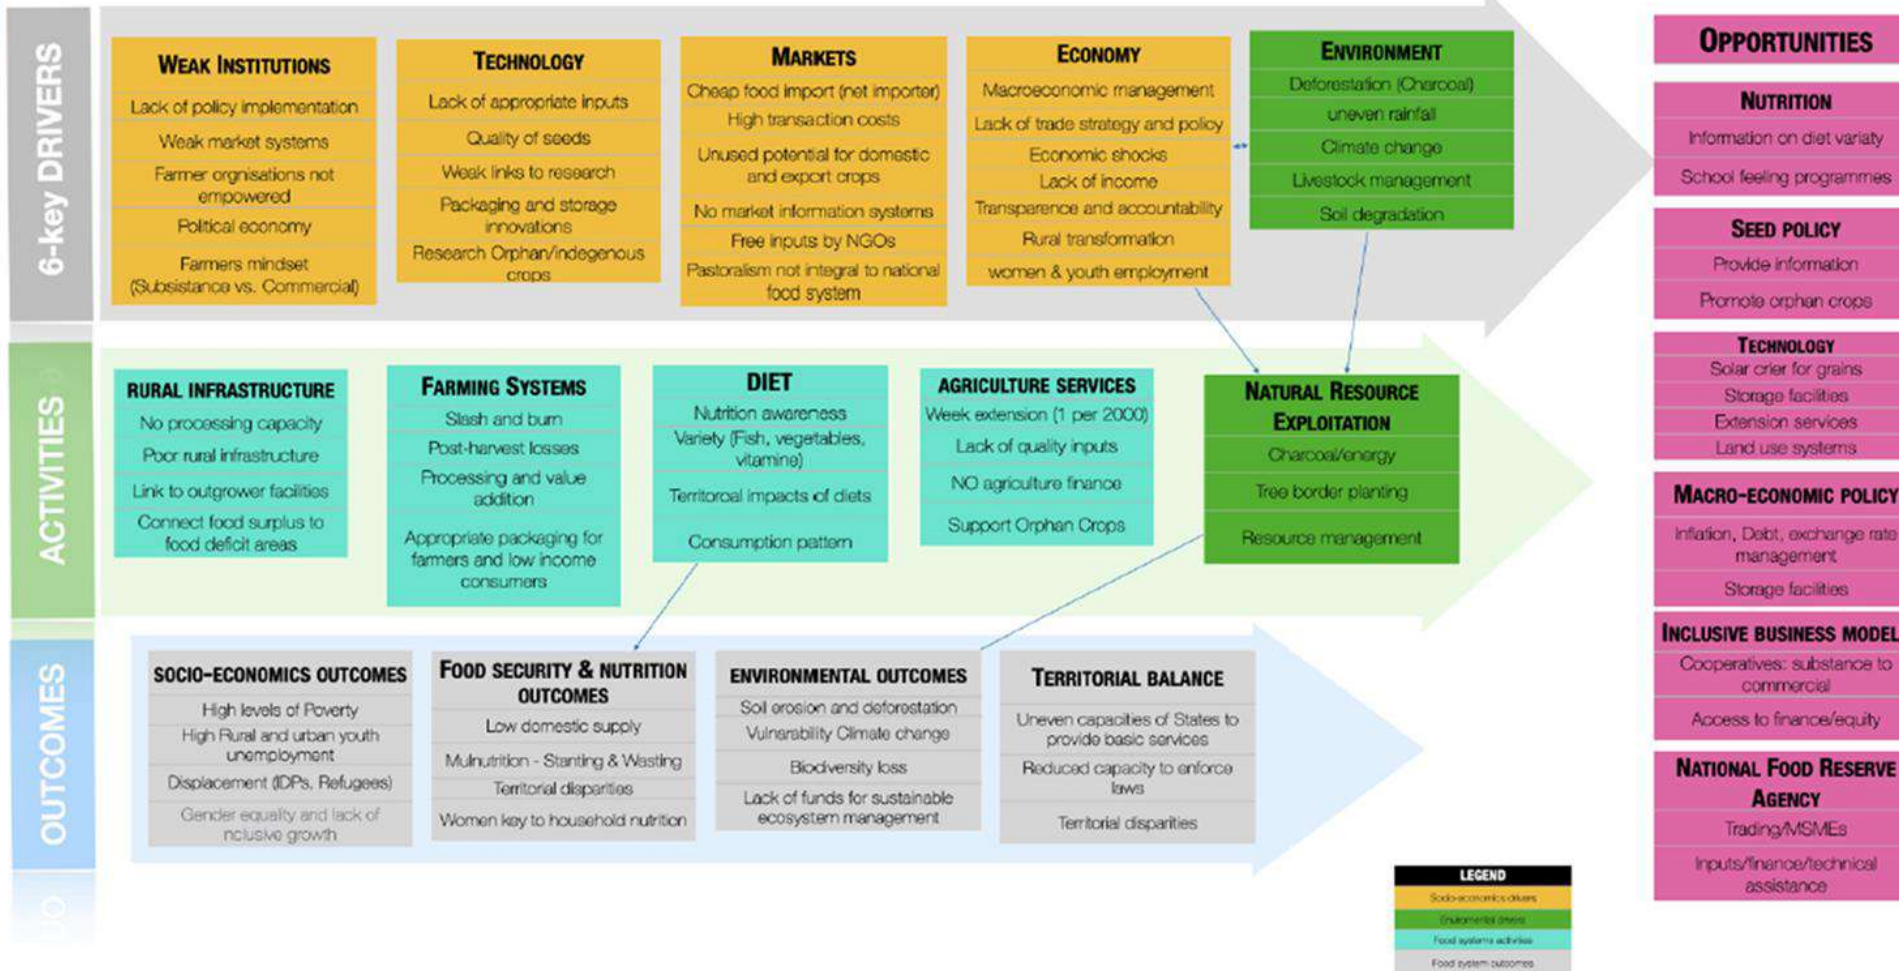 6-key DRIVERS
WEAK INSTITUTIONS
Lack of policy implementation
Weak market systems
Farmer orgnisations not
empowered
Political economy
Farmers mindset
(Subsistance vs. Commercial)
TECHNOLOGY
Lack of appropriate inputs
Quality of seeds
Weak links to research
Packaging and storage
innovations
Research Orphan/indegenous
crops
MARKETS
Cheap food import (net importer)
High transaction costs
Unused potential for domestic
and export crops
No market information systems
Free inputs by NGOs
Pastoralism not integral to national
food system
ECONOMY
Macroeconomic management
Lack of trade strategy and policy
Economic shocks
Lack of income
Transparence and accountability
Rural transformation
women & youth employment
ENVIRONMENT
Deforestation (Charcoal)
uneven rainfall
Climate change
Livestock management
Soil degradation
ACTIVITIES
RURAL INFRASTRUCTURE
No processing capacity
Poor rural infrastructure
Link to outgrower facilities
Connect food surplus to
food deficit areas
FARMING SYSTEMS
Slash and burn
Post-harvest losses
Processing and value
addition
Appropriate packaging for
farmers and low income
consumers
DIET
Nutrition awareness
Variety (Fish, vegetables,
vitamine)
Territoroal impacts of diets
Consumption pattern
AGRICULTURE SERVICES
Week extension (1 per 2000)
Lack of quality inputs
NO agriculture finance
Support Orphan Crops
NATURAL RESOURCE
EXPLOITATION
Charcoal/energy
Tree border planting
Resource management
OUTCOMES
SOCIO-ECONOMICS OUTCOMES
High levels of Poverty
High Rural and urban youth
unemployment
Displacement (IDPs, Refugees)
Gender equality and lack of
nclusive growth
FOOD SECURITY & NUTRITION
OUTCOMES
Low domestic supply
Mulnutrition - Stanting & Wasting
Territorial disparities
Women key to household nutrition
ENVIRONMENTAL OUTCOMES
Soil erosion and deforestation
Vulnarability Climate change
Biodiversity loss
Lack of funds for sustainable
ecosystem management
TERRITORIAL BALANCE
Uneven capacities of States to
provide basic services
Reduced capacity to enforce
laws
Territorial disparities
OPPORTUNITIES
NUTRITION
Information on diet variaty
School feeling programmes
SEED POLICY
Provide information
Promote orphan crops
TECHNOLOGY
Solar crier for grains
Storage facilities
Extension services
Land use systems
MACRO-ECONOMIC POLICY
Inflation, Debt, exchange rate
management
Storage facilities
INCLUSIVE BUSINESS MODEL
Cooperatives: substance to
commercial
Access to finance/equity
NATIONAL FOOD RESERVE
AGENCY
Trading/MSMEs
Inputs/finance/technical
assistance
LEGEND
Socio-economics drivers
Enviromental drivers
Food systems activities
Food system outcomes